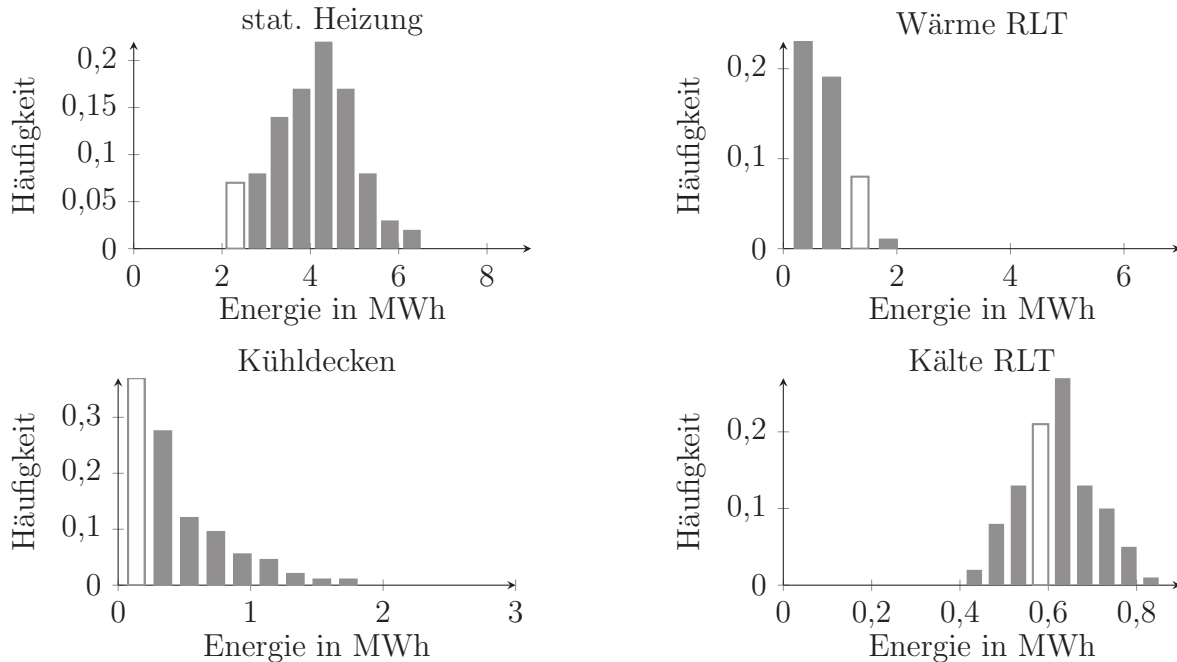 stat. Heizung
Häufigkeit
0,2
0,15
0,1
0,05
0
0 2 4 6 8
Energie in MWh
Wärme RLT
Häufigkeit
0,2
0,1
0
0 2 4 6
Energie in MWh
Kühldecken
Häufigkeit
0,3
0,2
0,1
0
0 1 2 3
Energie in MWh
Kälte RLT
Häufigkeit
0,2
0,1
0
0 0,2 0,4 0,6 0,8
Energie in MWh